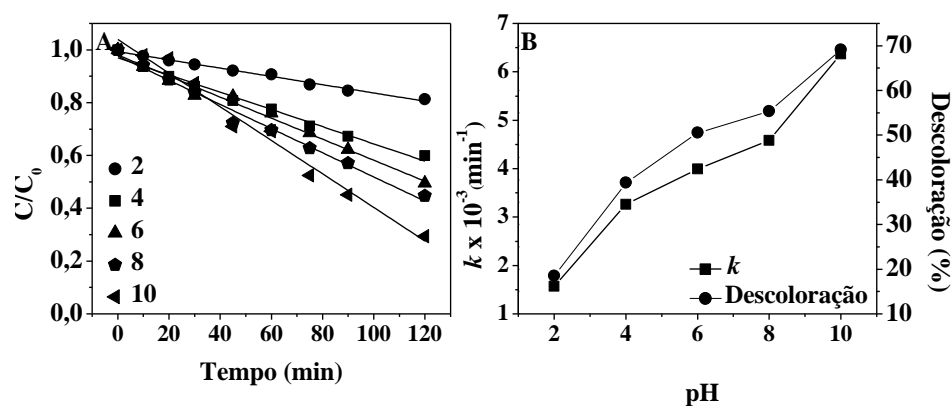 A
1,0
0,8
0,6
0,4
0,2
0,0
C/C0
2
4
6
8
10
0 20 40 60 80 100 120
Tempo (min)
B
7
6
5
4
3
2
1
k x 10-3 (min-1)
k
Descoloração
70
60
50
40
30
20
10
Descoloração (%)
2 4 6 8 10
pH